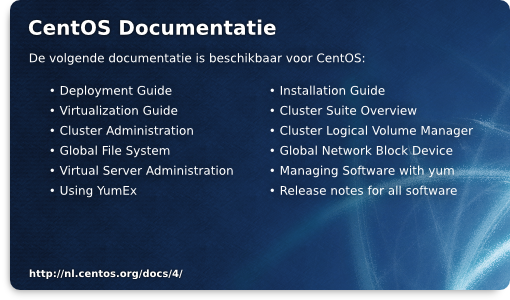 CentOS Documentatie
De volgende documentatie is beschikbaar voor CentOS:
• Deployment Guide
• Virtualization Guide
• Cluster Administration
• Global File System
• Virtual Server Administration
• Using YumEx
• Installation Guide
• Cluster Suite Overview
• Cluster Logical Volume Manager
• Global Network Block Device
• Managing Software with yum
• Release notes for all software
http://nl.centos.org/docs/4/